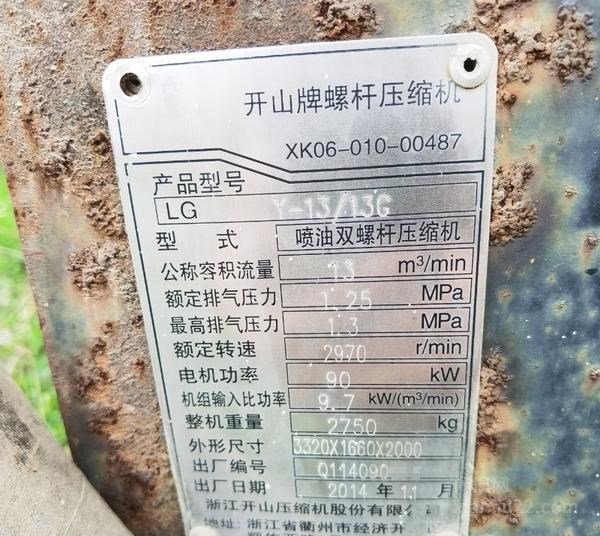 开山牌螺杆压缩机
XK06-010-00487
产品型号
LG Y-13/13G
型 式 喷油双螺杆压缩机
公称容积流量 13 m³/min
额定排气压力 1.25 MPa
最高排气压力 1.3 MPa
额定转速 2970 r/min
电机功率 90 kW
机组输入比功率 9.7 kW/(m³/min)
整机重量 2750 kg
外形尺寸 3320X1660X2000
出厂编号 Q114090
出厂日期 2014 年 11 月
浙江开山压缩机股份有限
地址：浙江省衢州市经济开